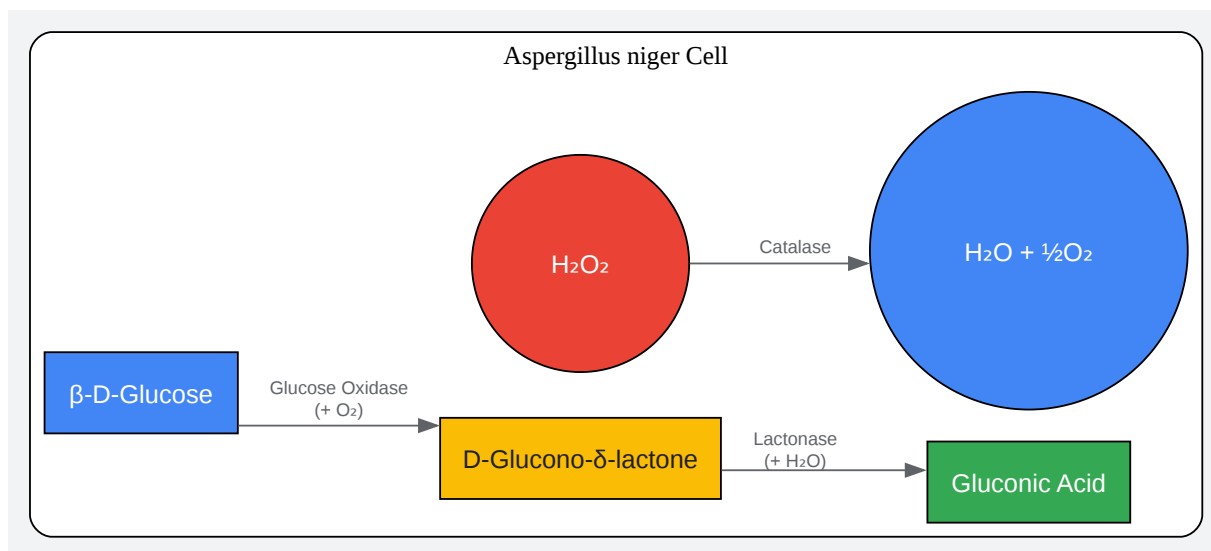 Aspergillus niger Cell
H₂O₂
Catalase
H₂O + ½O₂
β-D-Glucose
Glucose Oxidase
(+ O₂)
D-Glucono-δ-lactone
Lactonase
(+ H₂O)
Gluconic Acid